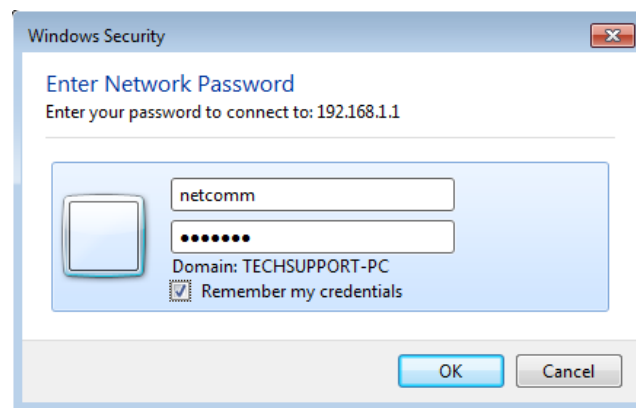 Windows Security
Enter Network Password
Enter your password to connect to: 192.168.1.1
netcomm
●●●●●●●
Domain: TECHSUPPORT-PC
Remember my credentials
OK Cancel